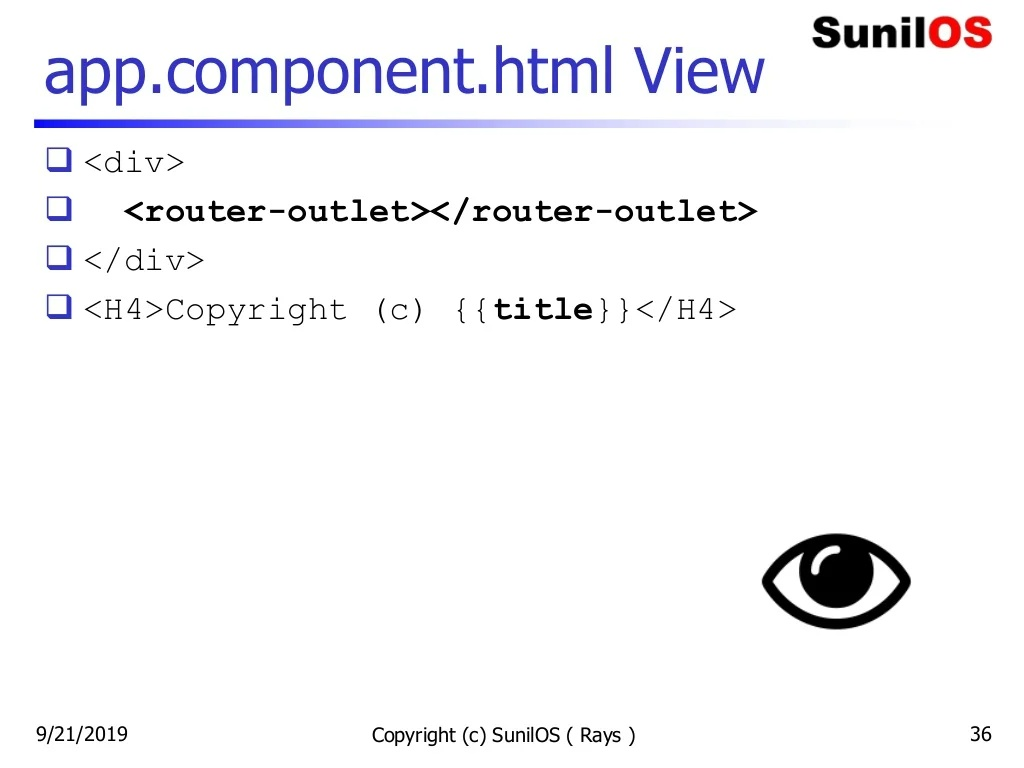 SunilOS
app.component.html View
<div>
<router-outlet></router-outlet>
</div>
<H4>Copyright (c) {{title}}</H4>
9/21/2019
Copyright (c) SunilOS ( Rays )
36